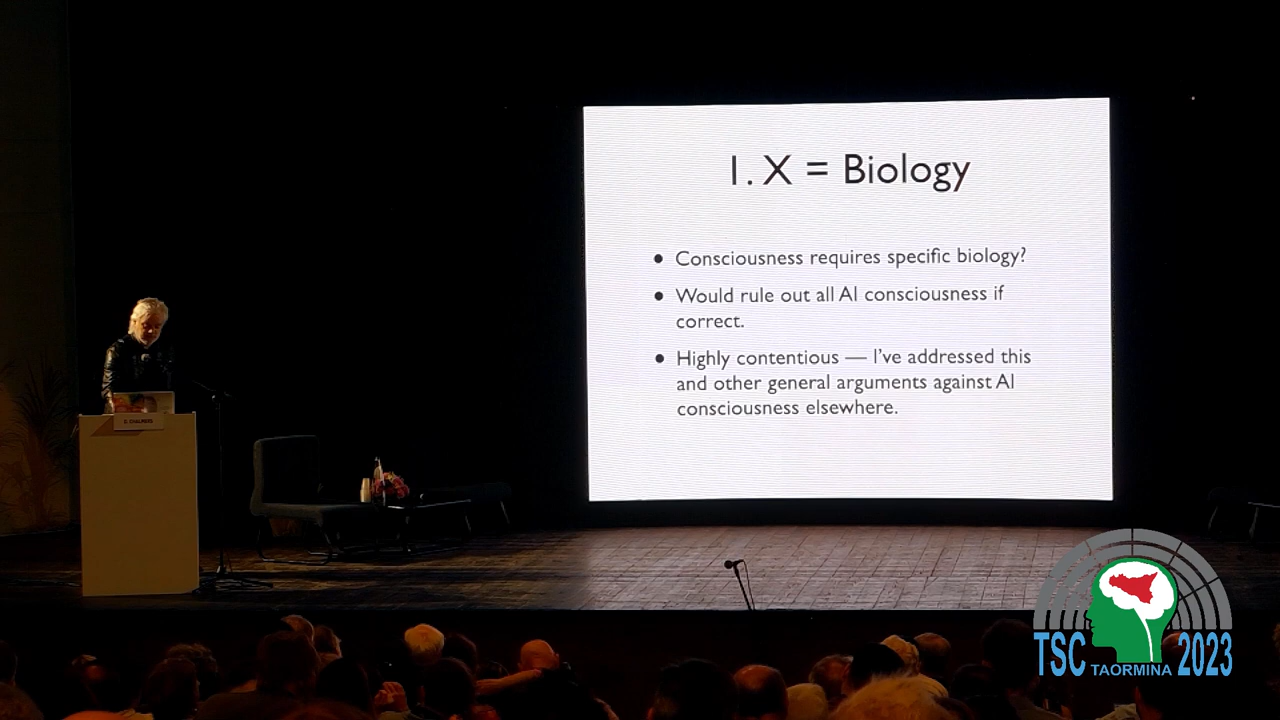 1. X = Biology
• Consciousness requires specific biology?
• Would rule out all AI consciousness if
correct.
• Highly contentious — I've addressed this
and other general arguments against AI
consciousness elsewhere.
D. CHALMERS
TSC TAORMINA 2023